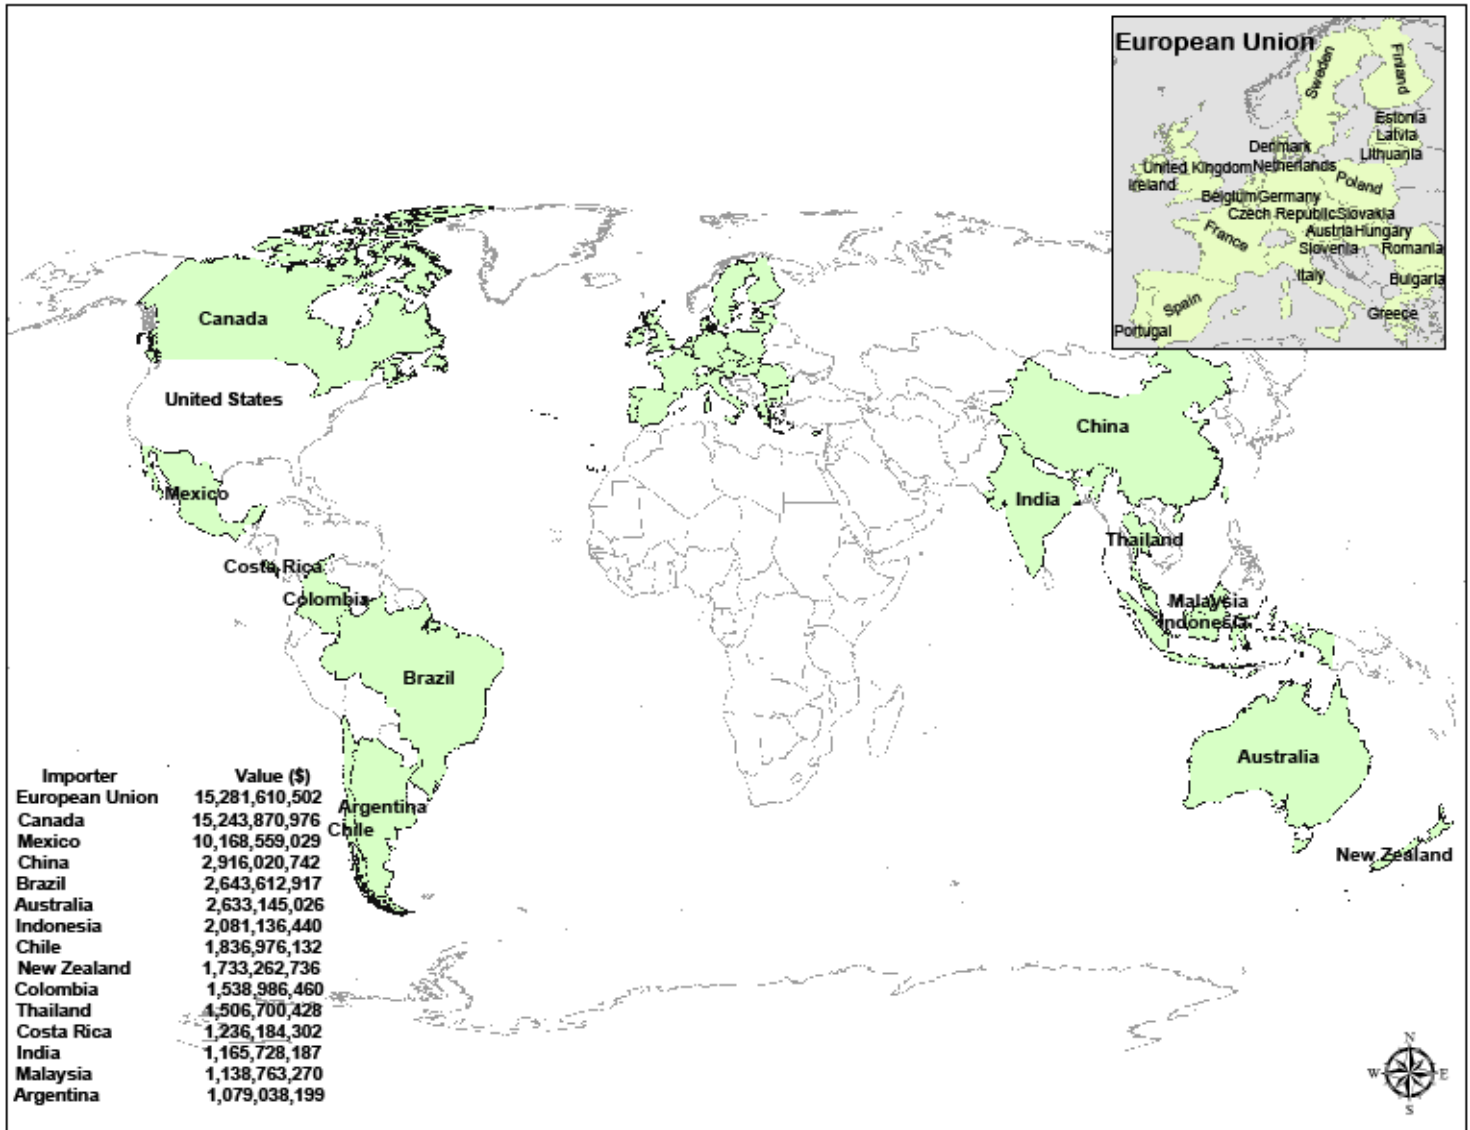 European Union
Sweden
Finland
Estonia
Latvia
Denmark
Lithuania
United Kingdom Netherlands
Ireland
Poland
Belgium Germany
Czech Republic Slovakia
France
Austria Hungary
Slovenia
Romania
Italy
Bulgaria
Spain
Greece
Portugal
Canada
United States
China
Mexico
India
Thailand
Costa Rica
Colombia
Malaysia
Indonesia
Brazil
Australia
Argentina
Chile
New Zealand
Importer Value ($)
European Union 15,281,610,502
Canada 15,243,870,976
Mexico 10,168,559,029
China 2,916,020,742
Brazil 2,643,612,917
Australia 2,633,145,026
Indonesia 2,081,136,440
Chile 1,836,976,132
New Zealand 1,733,262,736
Colombia 1,538,986,460
Thailand 1,506,700,428
Costa Rica 1,236,184,302
India 1,165,728,187
Malaysia 1,138,763,270
Argentina 1,079,038,199
N
W E
S